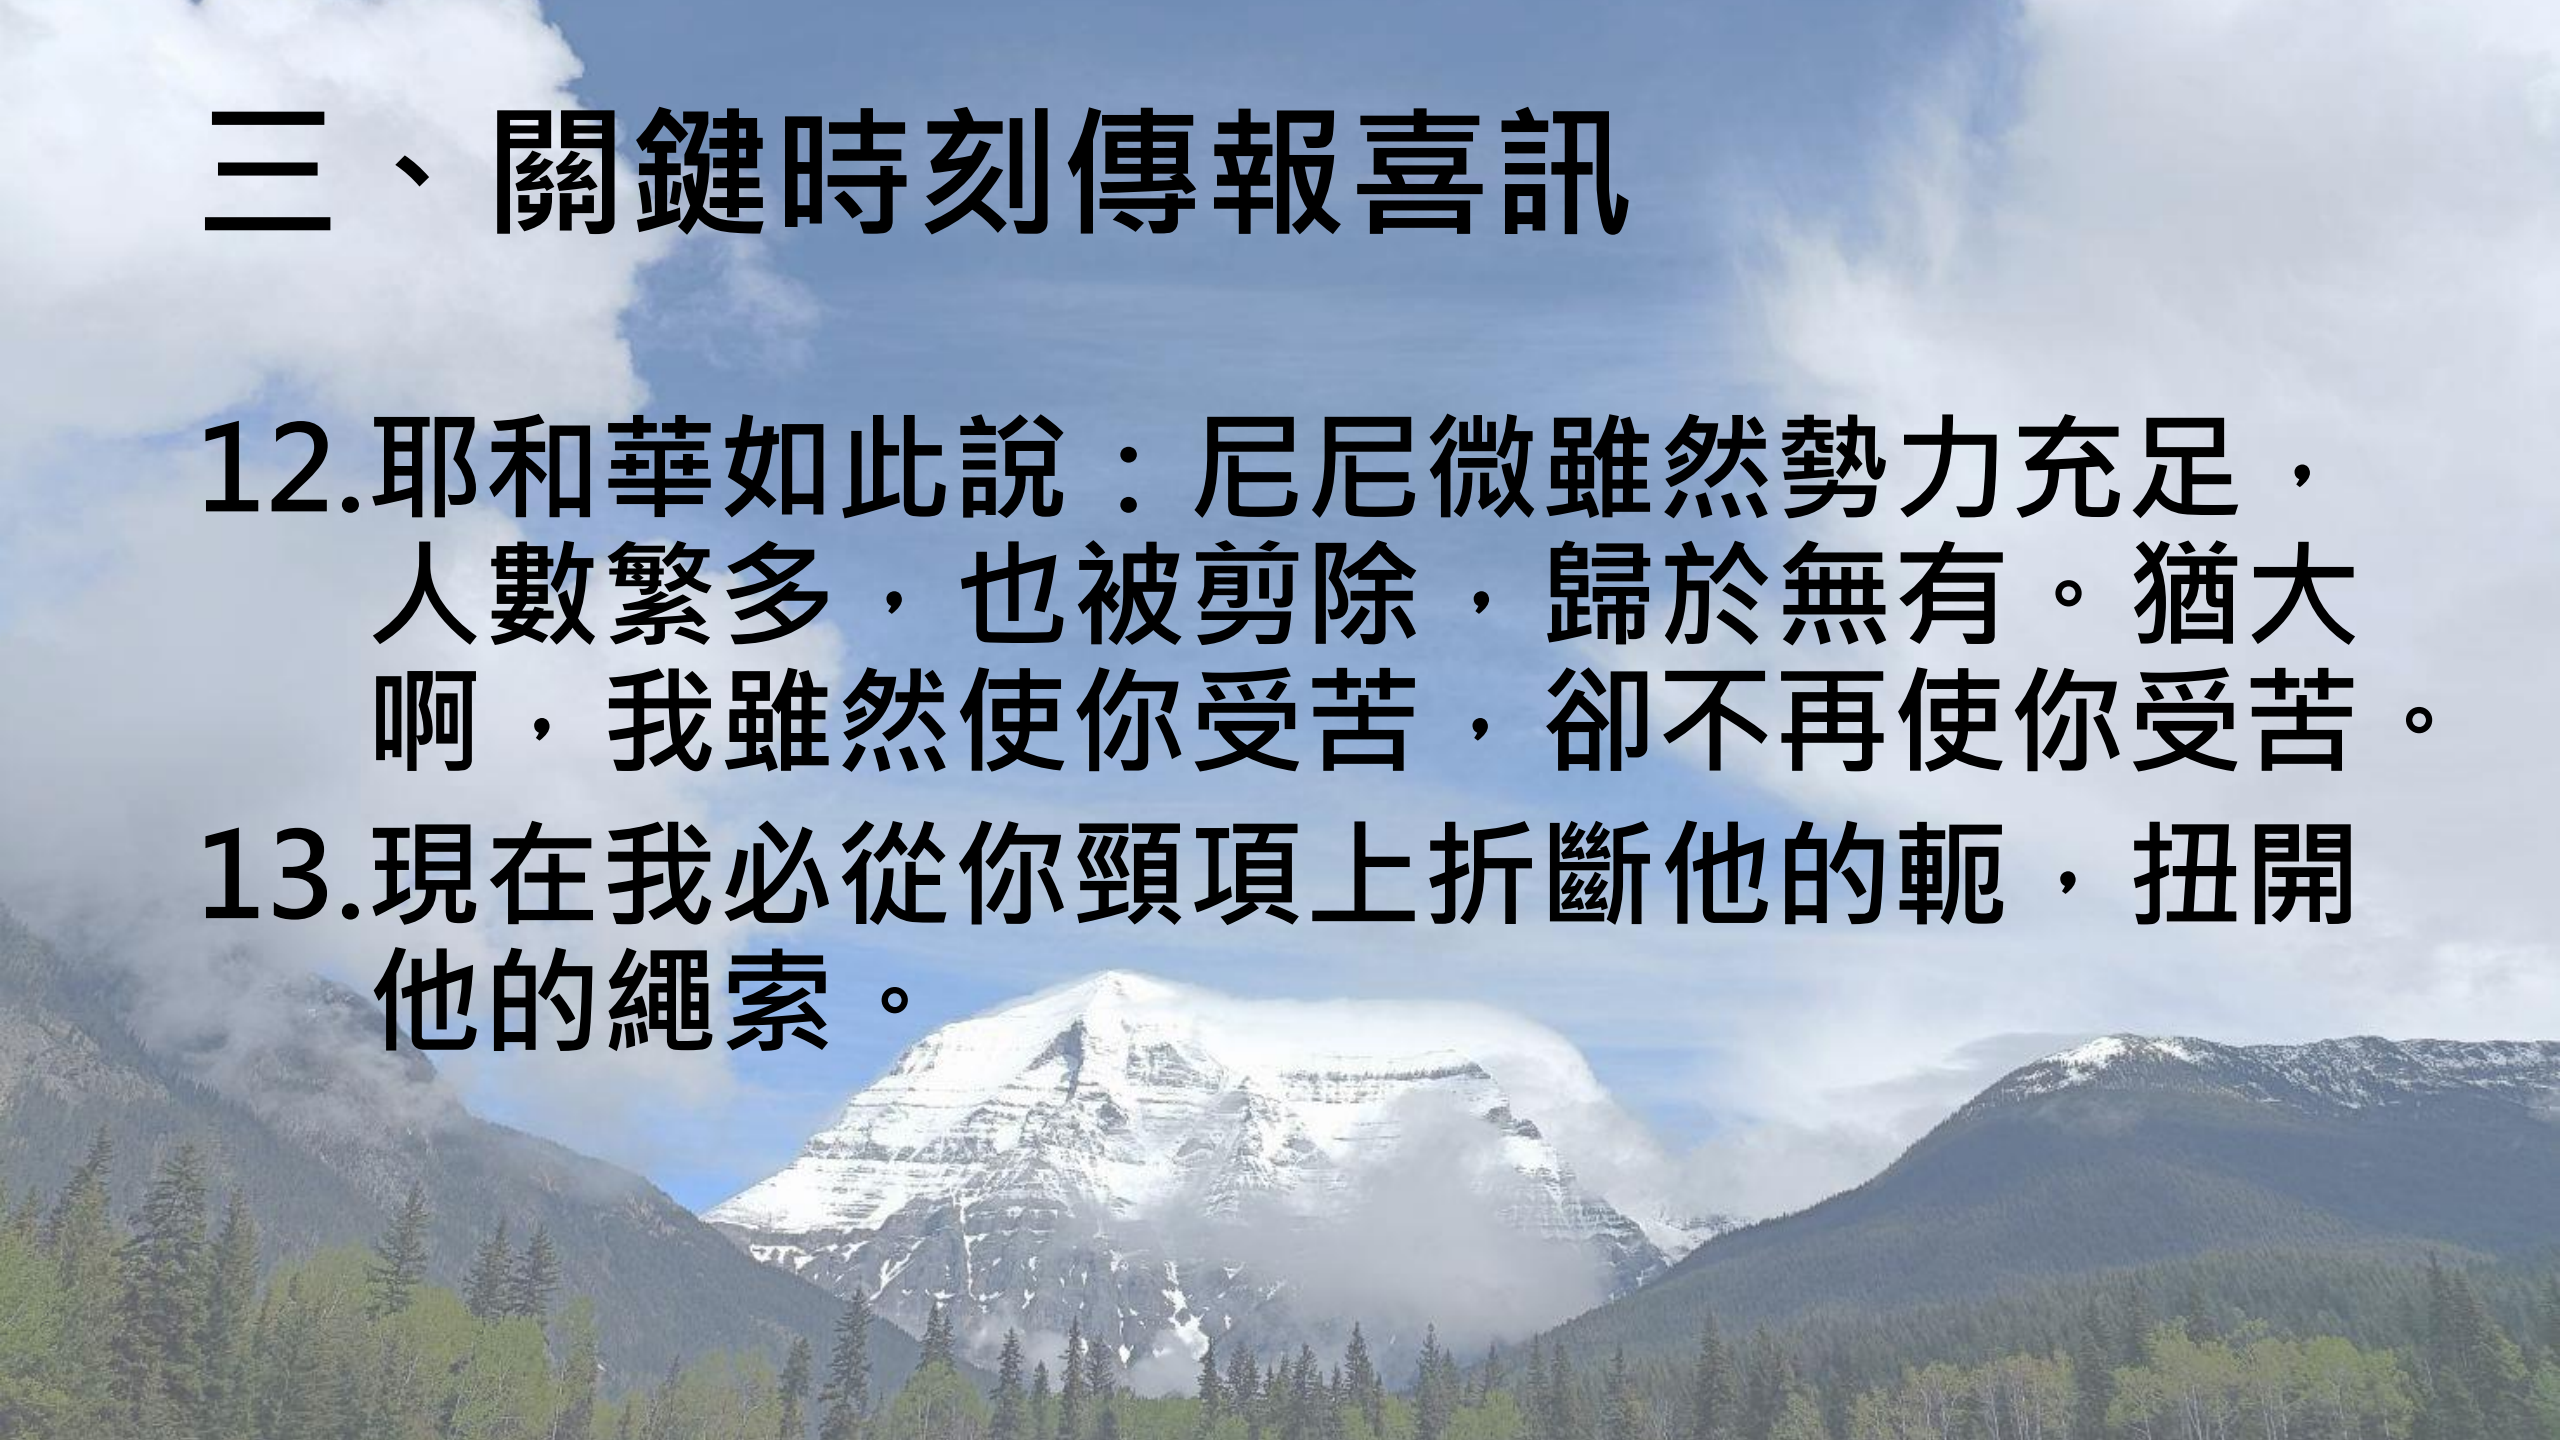 三、關鍵時刻傳報喜訊
12.耶和華如此說：尼尼微雖然勢力充足，
人數繁多，也被剪除，歸於無有。猶大
啊，我雖然使你受苦，卻不再使你受苦。
13.現在我必從你頸項上折斷他的軛，扭開
他的繩索。